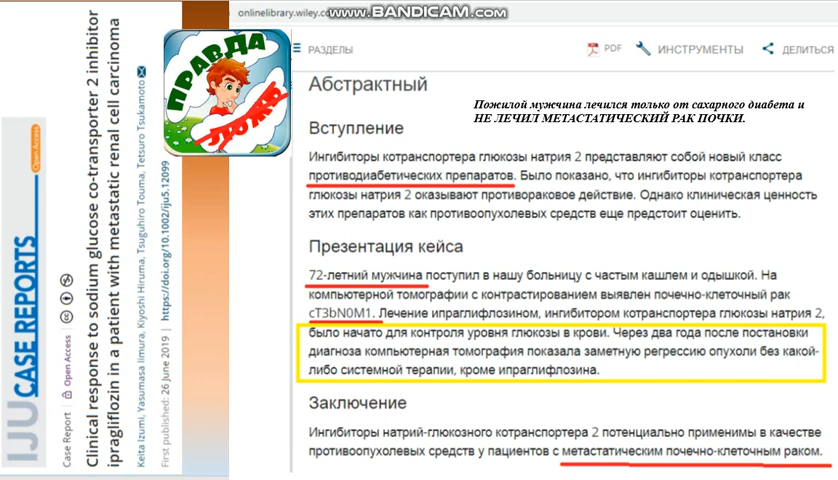 onlinelibrary.wiley.co
www.BANDICAM.com
IJU CASE REPORTS
Open Access
Case Report
Open Access
Clinical response to sodium glucose co-transporter 2 inhibitor
ipragliflozin in a patient with metastatic renal cell carcinoma
Keita Izumi, Yasumasa Iimura, Kiyoshi Hiruma, Tsuguhiro Touma, Tetsuro Tsukamoto
First published: 26 June 2019 | https://doi.org/10.1002/iju5.12099
ПРАВДА
ЛОЖЬ
РАЗДЕЛЫ
PDF
ИНСТРУМЕНТЫ
ДЕЛИТЬСЯ
Абстрактный
Пожилой мужчина лечился только от сахарного диабета и
НЕ ЛЕЧИЛ МЕТАСТАТИЧЕСКИЙ РАК ПОЧКИ.
Вступление
Ингибиторы котранспортера глюкозы натрия 2 представляют собой новый класс
противодиабетических препаратов. Было показано, что ингибиторы котранспортера
глюкозы натрия 2 оказывают противораковое действие. Однако клиническая ценность
этих препаратов как противоопухолевых средств еще предстоит оценить.
Презентация кейса
72-летний мужчина поступил в нашу больницу с частым кашлем и одышкой. На
компьютерной томографии с контрастированием выявлен почечно-клеточный рак
cT3bN0M1. Лечение ипраглифлозином, ингибитором котранспортера глюкозы натрия 2,
было начато для контроля уровня глюкозы в крови. Через два года после постановки
диагноза компьютерная томография показала заметную регрессию опухоли без какой-
либо системной терапии, кроме ипраглифлозина.
Заключение
Ингибиторы натрий-глюкозного котранспортера 2 потенциально применимы в качестве
противоопухолевых средств у пациентов с метастатическим почечно-клеточным раком.